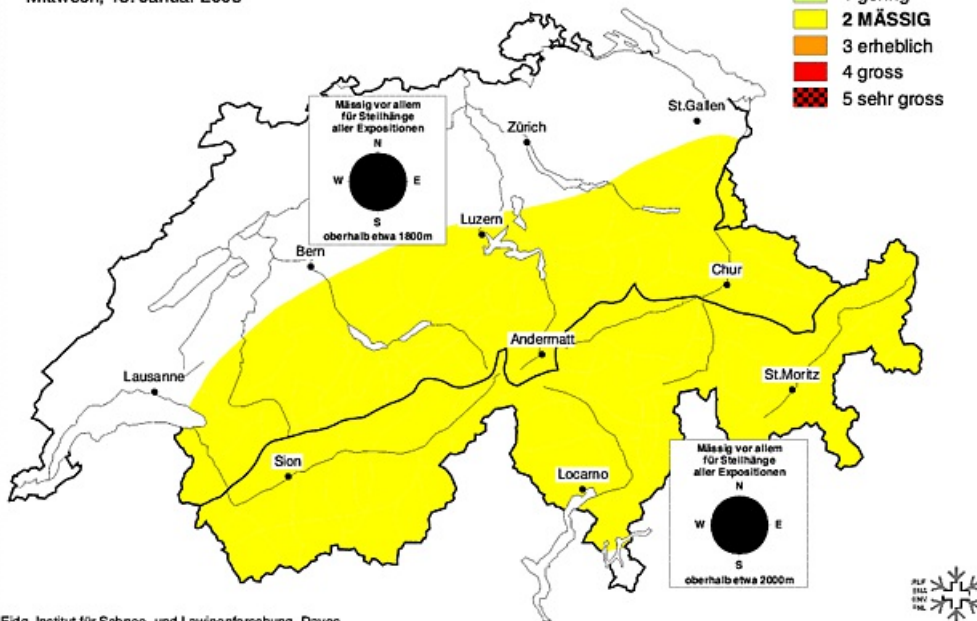 2 MÄSSIG
3 erheblich
4 gross
5 sehr gross
St.Gallen
Zürich
Mässig vor allem
für Steilhänge
aller Expositionen
N
W E
S
oberhalb etwa 1800m
Luzern
Bern
Chur
Andermatt
Lausanne
St.Moritz
Sion
Locarno
Mässig vor allem
für Steilhänge
aller Expositionen
N
W E
S
oberhalb etwa 2000m